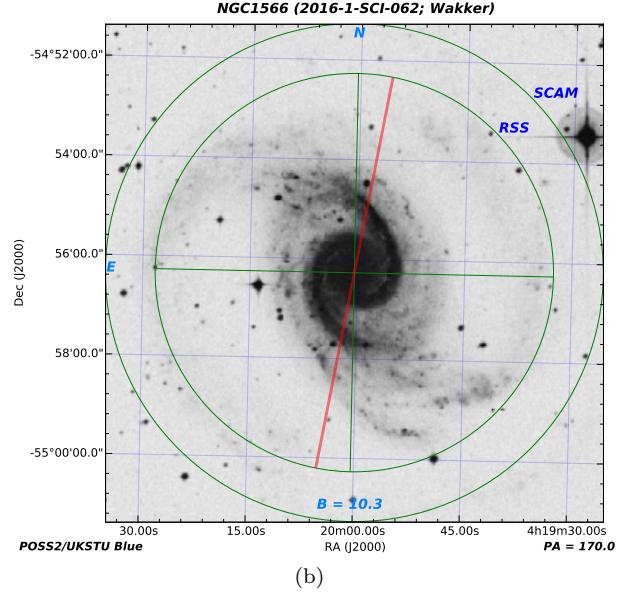 NGC1566 (2016-1-SCI-062; Wakker)
N
-54°52'00.0"
SCAM
RSS
54'00.0"
56'00.0"
E
Dec (J2000)
58'00.0"
-55°00'00.0"
B = 10.3
30.00s 15.00s 20m00.00s 45.00s 4h19m30.00s
POSS2/UKSTU Blue RA (J2000) PA = 170.0
(b)